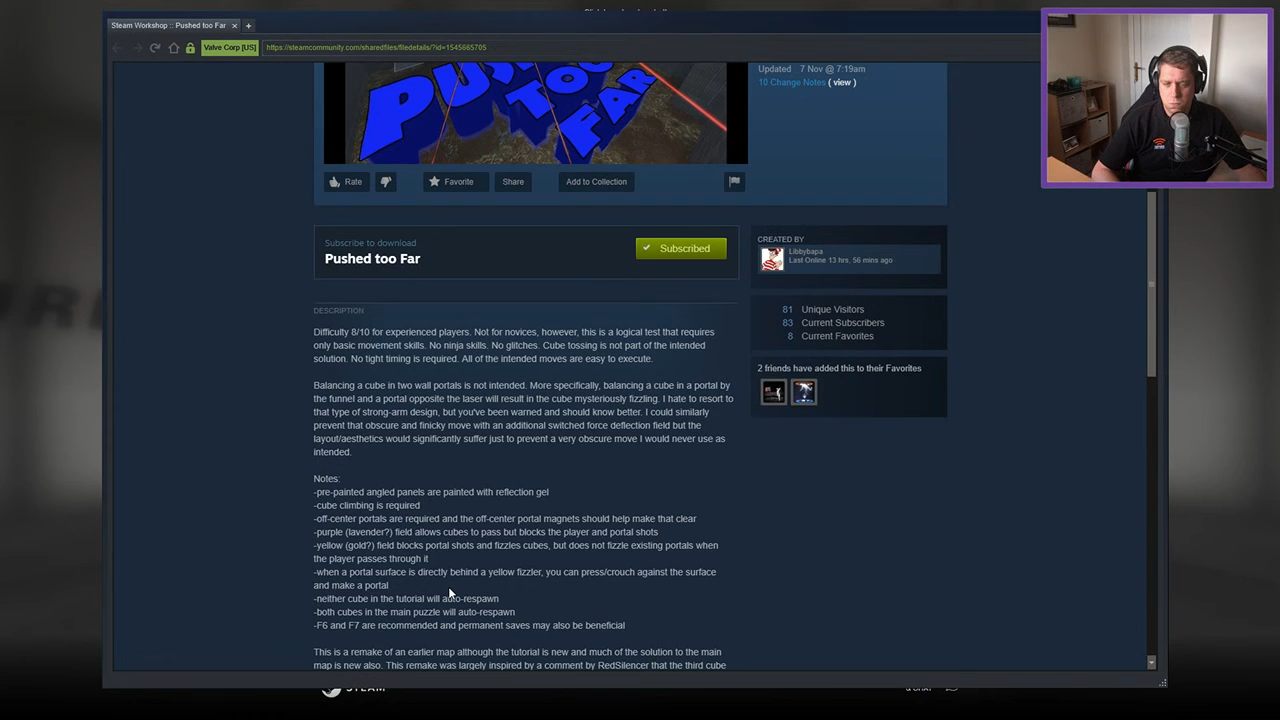 Steam Workshop :: Pushed too Far
Valve Corp [US]
https://steamcommunity.com/sharedfiles/filedetails/?id=1545665705
PUSHED
TOO
FAR
Updated 7 Nov @ 7:19am
10 Change Notes ( view )
Rate
Favorite
Share
Add to Collection
Subscribe to download
Pushed too Far
Subscribed
CREATED BY
Libbybapa
Last Online 13 hrs, 56 mins ago
81 Unique Visitors
83 Current Subscribers
8 Current Favorites
2 friends have added this to their Favorites
DESCRIPTION
Difficulty 8/10 for experienced players. Not for novices, however, this is a logical test that requires
only basic movement skills. No ninja skills. No glitches. Cube tossing is not part of the intended
solution. No tight timing is required. All of the intended moves are easy to execute.
Balancing a cube in two wall portals is not intended. More specifically, balancing a cube in a portal by
the funnel and a portal opposite the laser will result in the cube mysteriously fizzling. I hate to resort to
that type of strong-arm design, but you've been warned and should know better. I could similarly
prevent that obscure and finicky move with an additional switched force deflection field but the
layout/aesthetics would significantly suffer just to prevent a very obscure move I would never use as
intended.
Notes:
-pre-painted angled panels are painted with reflection gel
-cube climbing is required
-off-center portals are required and the off-center portal magnets should help make that clear
-purple (lavender?) field allows cubes to pass but blocks the player and portal shots
-yellow (gold?) field blocks portal shots and fizzles cubes, but does not fizzle existing portals when
the player passes through it
-when a portal surface is directly behind a yellow fizzler, you can press/crouch against the surface
and make a portal
-neither cube in the tutorial will auto-respawn
-both cubes in the main puzzle will auto-respawn
-F6 and F7 are recommended and permanent saves may also be beneficial
This is a remake of an earlier map although the tutorial is new and much of the solution to the main
map is new also. This remake was largely inspired by a comment by RedSilencer that the third cube
STEAM